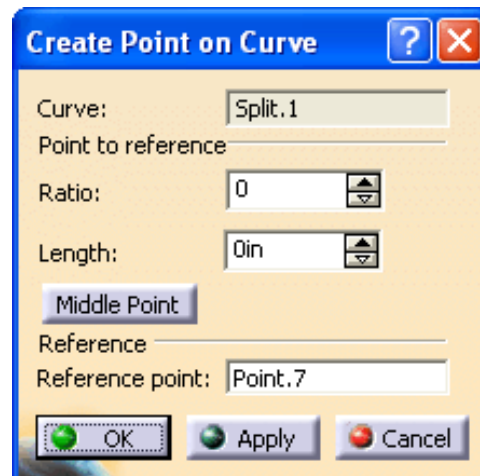 Create Point on Curve ?
Curve: Split.1
Point to reference
Ratio: 0
Length: 0in
Middle Point
Reference
Reference point: Point.7
OK Apply Cancel